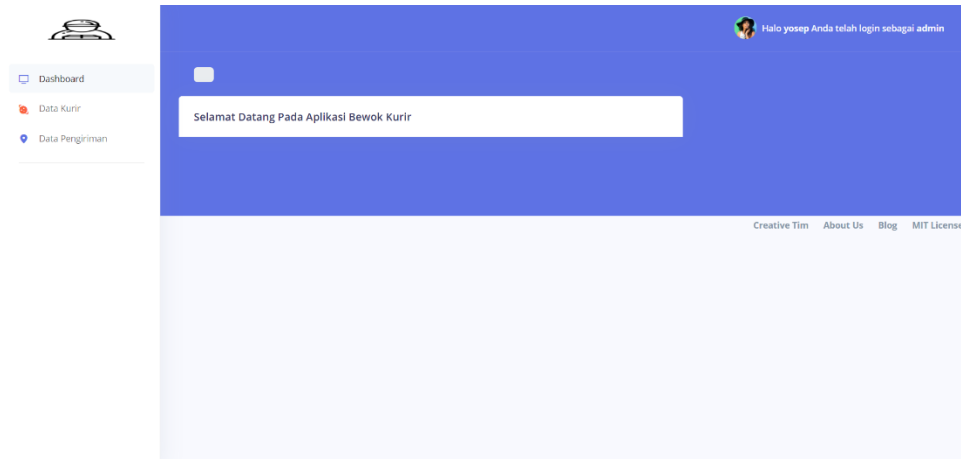 Halo yosep Anda telah login sebagai admin
Dashboard
Data Kurir
Data Pengiriman
Selamat Datang Pada Aplikasi Bewok Kurir
Creative Tim About Us Blog MIT License